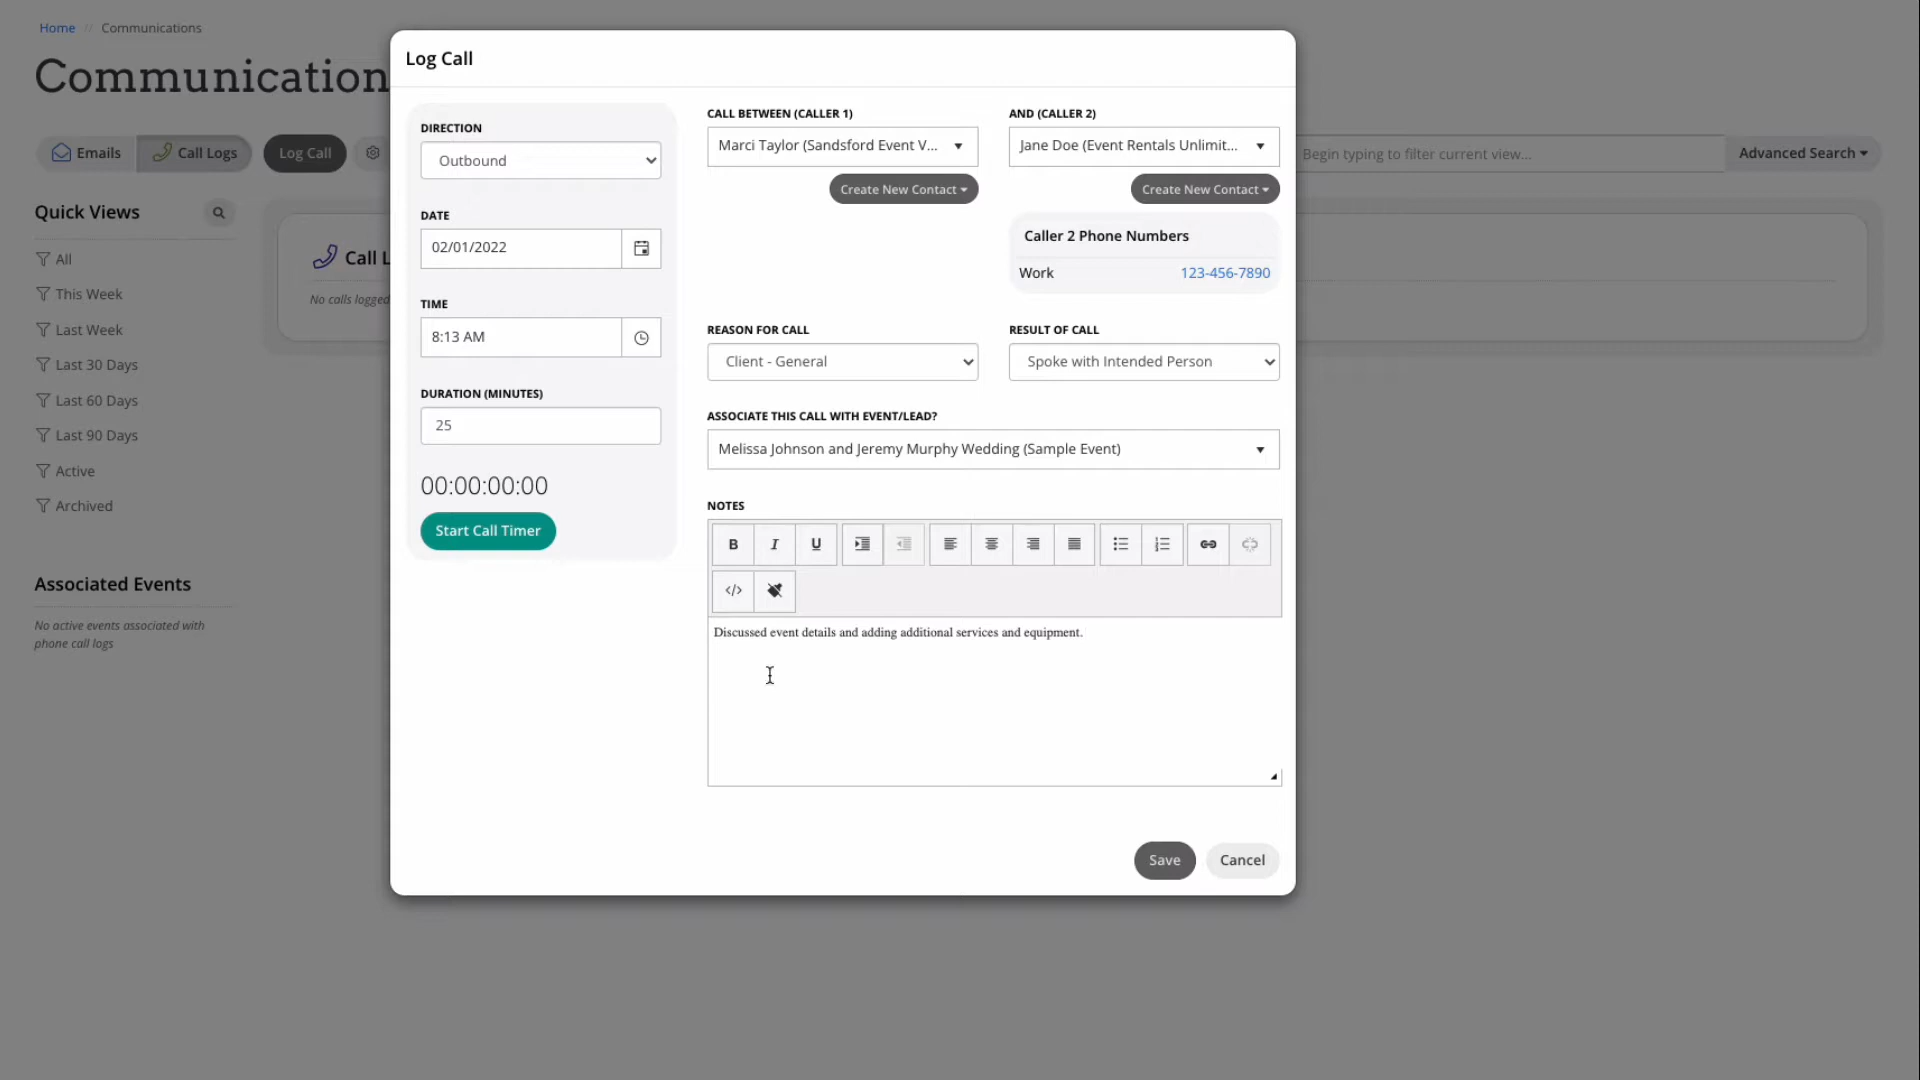 Home // Communications
Communication
Emails
Call Logs
Log Call
Begin typing to filter current view...
Advanced Search
Quick Views
All
This Week
Last Week
Last 30 Days
Last 60 Days
Last 90 Days
Active
Archived
Associated Events
No active events associated with
phone call logs
Call L
No calls logged
Log Call
DIRECTION
Outbound
DATE
02/01/2022
TIME
8:13 AM
DURATION (MINUTES)
25
00:00:00:00
Start Call Timer
CALL BETWEEN (CALLER 1)
Marci Taylor (Sandsford Event V...
Create New Contact
AND (CALLER 2)
Jane Doe (Event Rentals Unlimit...
Create New Contact
Caller 2 Phone Numbers
Work 123-456-7890
REASON FOR CALL
Client - General
RESULT OF CALL
Spoke with Intended Person
ASSOCIATE THIS CALL WITH EVENT/LEAD?
Melissa Johnson and Jeremy Murphy Wedding (Sample Event)
NOTES
B I U
Discussed event details and adding additional services and equipment.
Save
Cancel